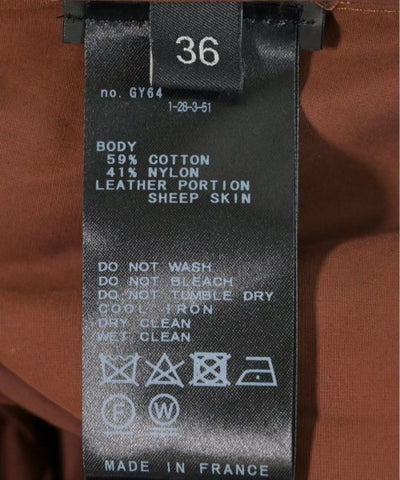 36
no. GY64
1-28-3-51
BODY
59% COTTON
41% NYLON
LEATHER PORTION
SHEEP SKIN
DO NOT WASH
DO NOT BLEACH
DO NOT TUMBLE DRY
COOL IRON
DRY CLEAN
WET CLEAN
F W
MADE IN FRANCE